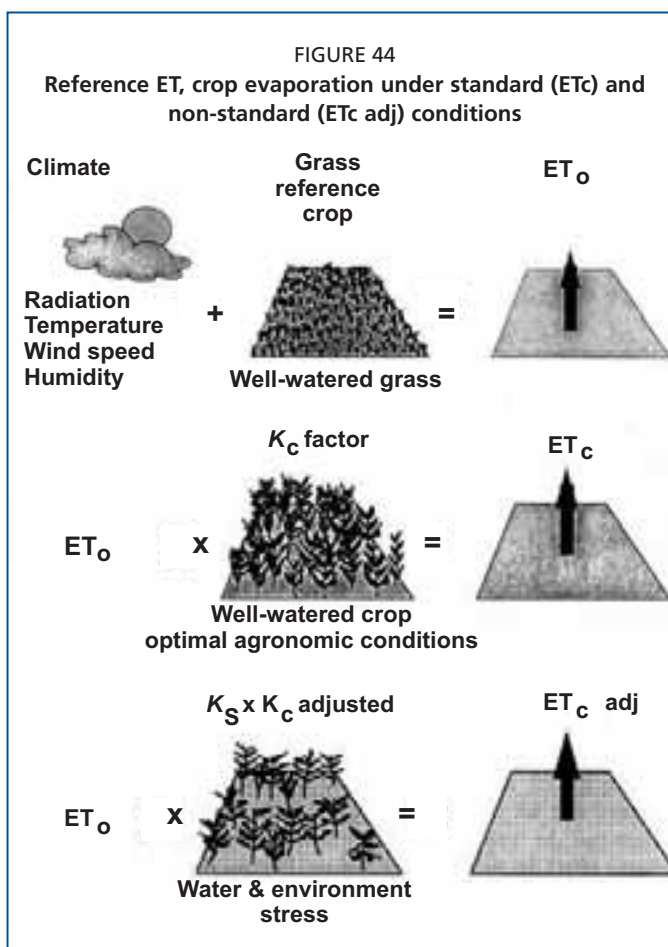 FIGURE 44
Reference ET, crop evaporation under standard (ETc) and
non-standard (ETc adj) conditions
Climate
Grass
reference
crop
ETo
Radiation
Temperature
Wind speed
Humidity
+
=
Well-watered grass
Kc factor
ETc
ETo
x
=
Well-watered crop
optimal agronomic conditions
KS x Kc adjusted
ETc adj
ETo
x
=
Water & environment
stress